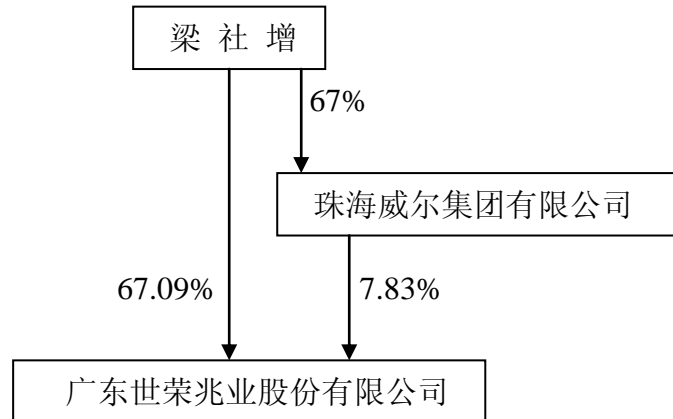 梁 社 增
67%
珠海威尔集团有限公司
67.09%
7.83%
广东世荣兆业股份有限公司